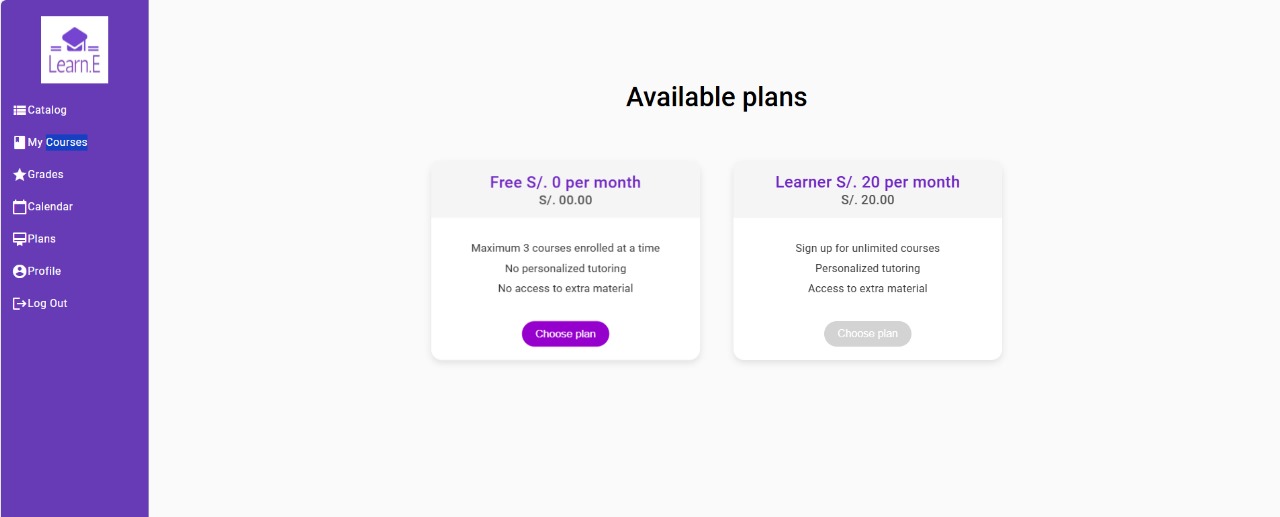 Learn.E
Catalog
My Courses
Grades
Calendar
Plans
Profile
Log Out
Available plans
Free S/. 0 per month
S/. 00.00
Maximum 3 courses enrolled at a time
No personalized tutoring
No access to extra material
Choose plan
Learner S/. 20 per month
S/. 20.00
Sign up for unlimited courses
Personalized tutoring
Access to extra material
Choose plan